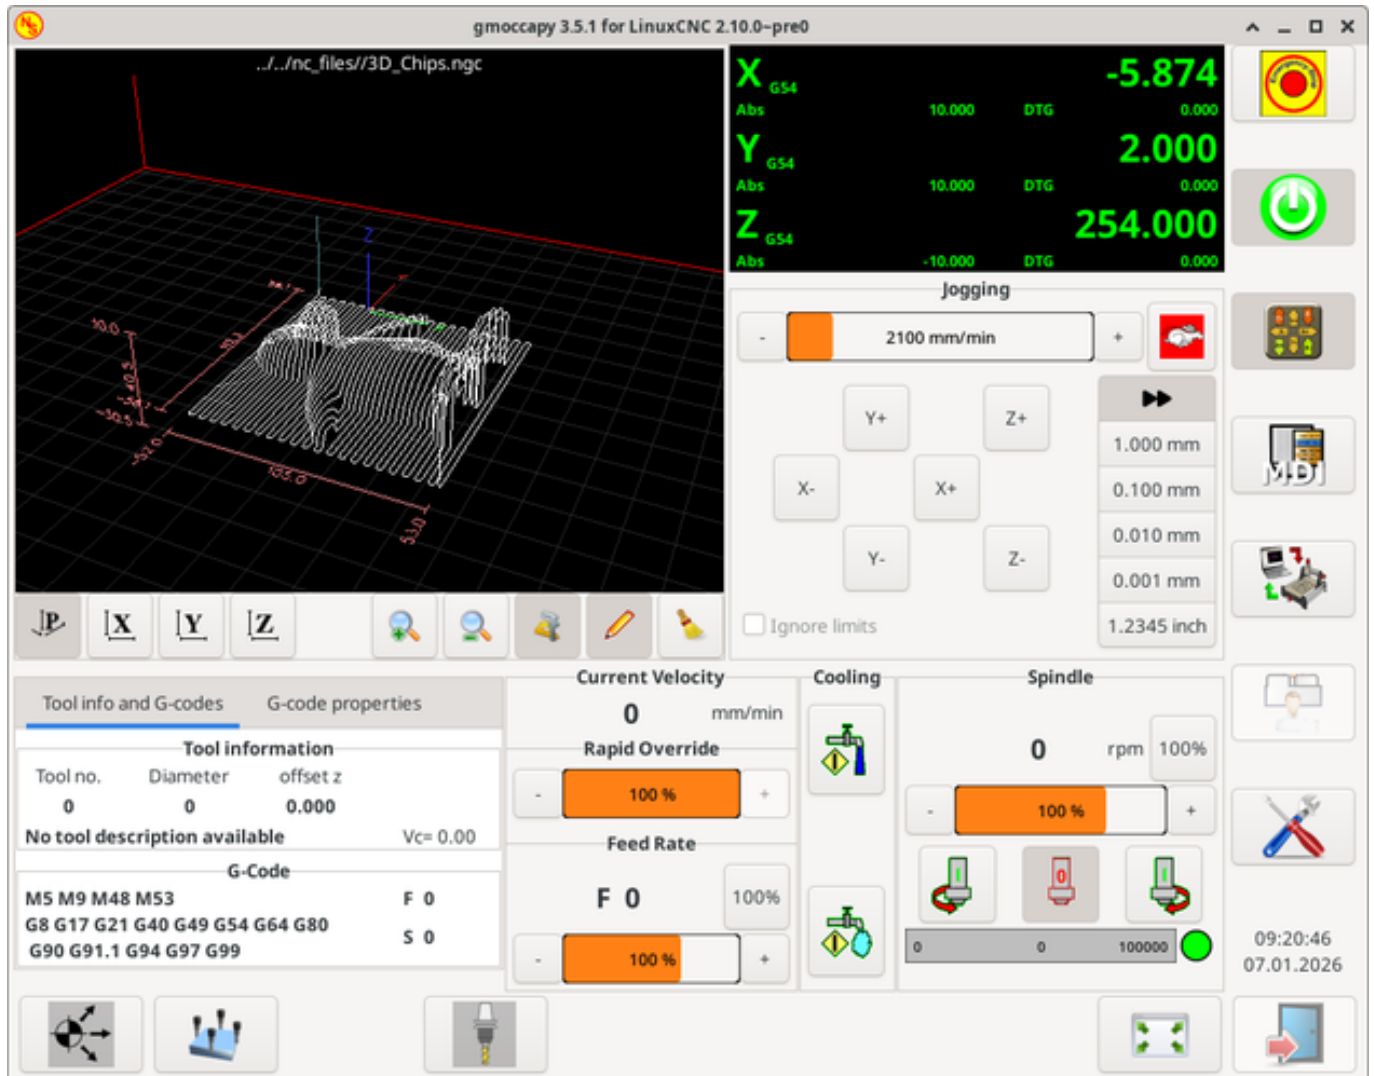 gmoccapy 3.5.1 for LinuxCNC 2.10.0~pre0
../../nc_files//3D_Chips.ngc
Z
10.0
40.5
-30.5
-52.0
105.0
53.0
X G54 -5.874
Abs 10.000 DTG 0.000
Y G54 2.000
Abs 10.000 DTG 0.000
Z G54 254.000
Abs -10.000 DTG 0.000
Jogging
- 2100 mm/min +
Y+ Z+
1.000 mm
X- X+
0.100 mm
0.010 mm
Y- Z-
0.001 mm
Ignore limits
1.2345 inch
MDI
P X Y Z
Tool info and G-codes G-code properties
Tool information
Tool no. Diameter offset z
0 0 0.000
No tool description available Vc= 0.00
G-Code
M5 M9 M48 M53 F 0
G8 G17 G21 G40 G49 G54 G64 G80
S 0
G90 G91.1 G94 G97 G99
Current Velocity
0 mm/min
Rapid Override
- 100 % +
Feed Rate
F 0 100%
- 100 % +
Cooling
Spindle
0 rpm 100%
- 100 % +
0 0 100000
09:20:46
07.01.2026